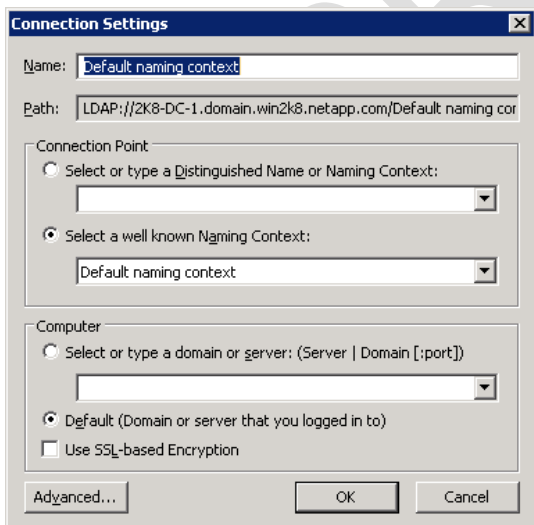 Connection Settings
Name: Default naming context
Path: LDAP://2K8-DC-1.domain.win2k8.netapp.com/Default naming cor
Connection Point
Select or type a Distinguished Name or Naming Context:
Select a well known Naming Context:
Default naming context
Computer
Select or type a domain or server: (Server | Domain [:port])
Default (Domain or server that you logged in to)
Use SSL-based Encryption
Advanced...
OK
Cancel